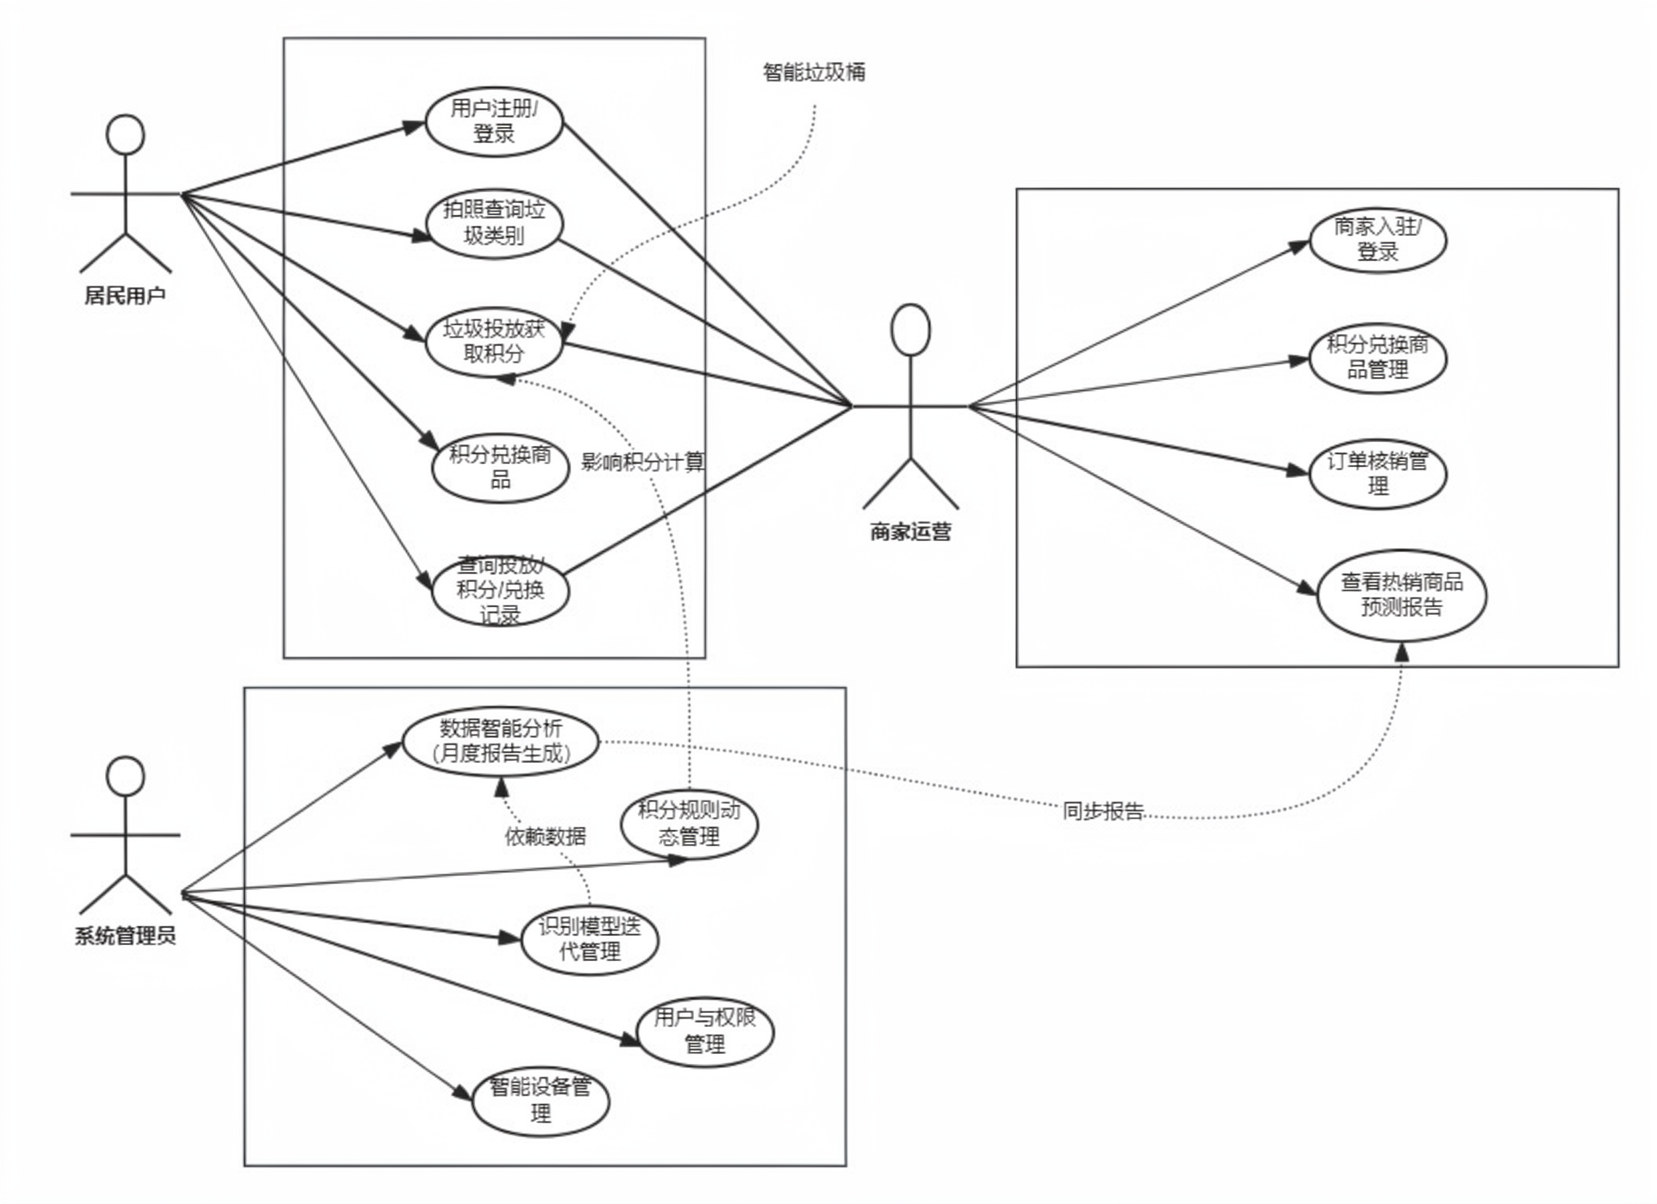 智能垃圾桶
用户注册/
登录
拍照查询垃
圾类别
垃圾投放获
取积分
积分兑换商
品
影响积分计算
查询投放/
积分/兑换
记录
居民用户
商家运营
商家入驻/
登录
积分兑换商
品管理
订单核销管
理
查看热销商品
预测报告
数据智能分析
（月度报告生成）
积分规则动
态管理
依赖数据
同步报告
识别模型迭
代管理
用户与权限
管理
智能设备管
理
系统管理员